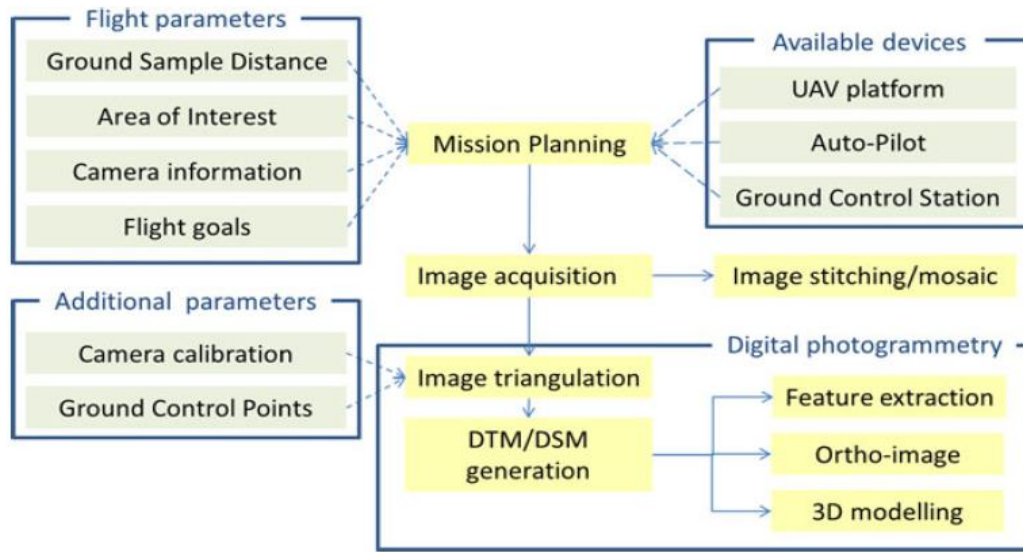 Flight parameters
Ground Sample Distance
Area of Interest
Camera information
Flight goals
Available devices
UAV platform
Auto-Pilot
Ground Control Station
Mission Planning
Image acquisition
Image stitching/mosaic
Additional parameters
Camera calibration
Ground Control Points
Digital photogrammetry
Image triangulation
DTM/DSM
generation
Feature extraction
Ortho-image
3D modelling